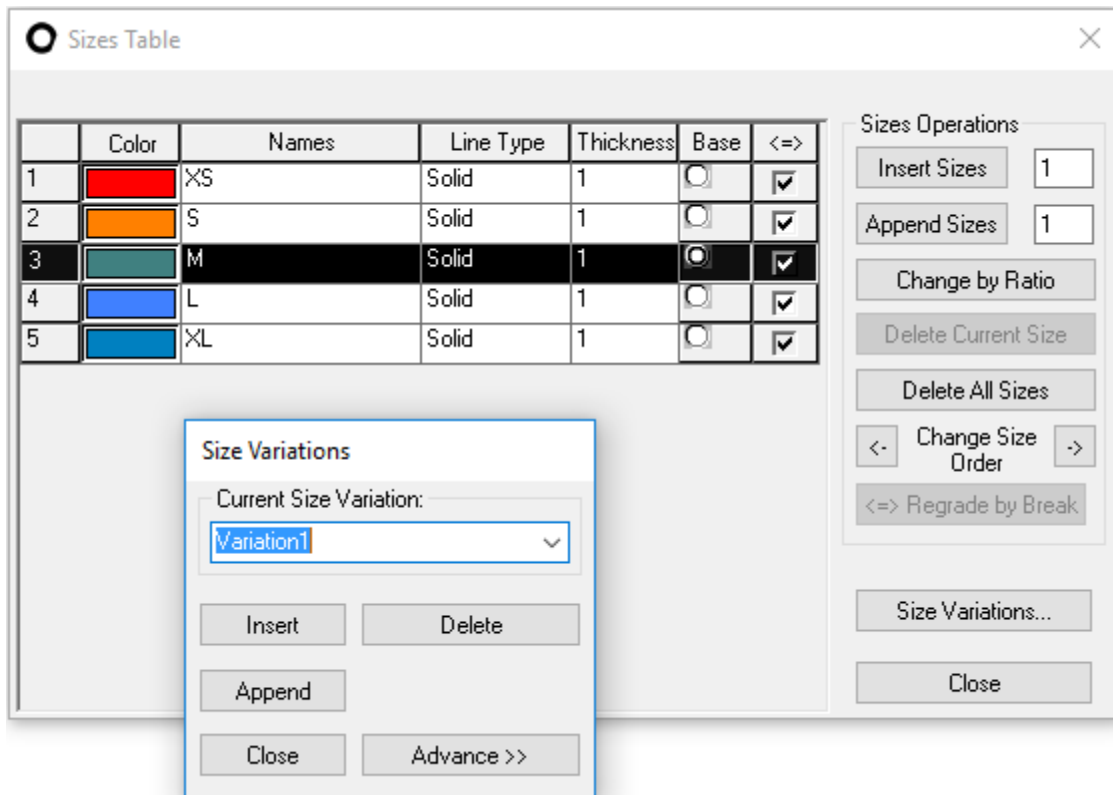 Sizes Table
Color Names Line Type Thickness Base <=>
1 XS Solid 1
2 S Solid 1
3 M Solid 1
4 L Solid 1
5 XL Solid 1
Sizes Operations
Insert Sizes 1
Append Sizes 1
Change by Ratio
Delete Current Size
Delete All Sizes
<- Change Size Order ->
<=> Regrade by Break
Size Variations...
Close
Size Variations
Current Size Variation:
Variation1
Insert Delete
Append
Close Advance >>